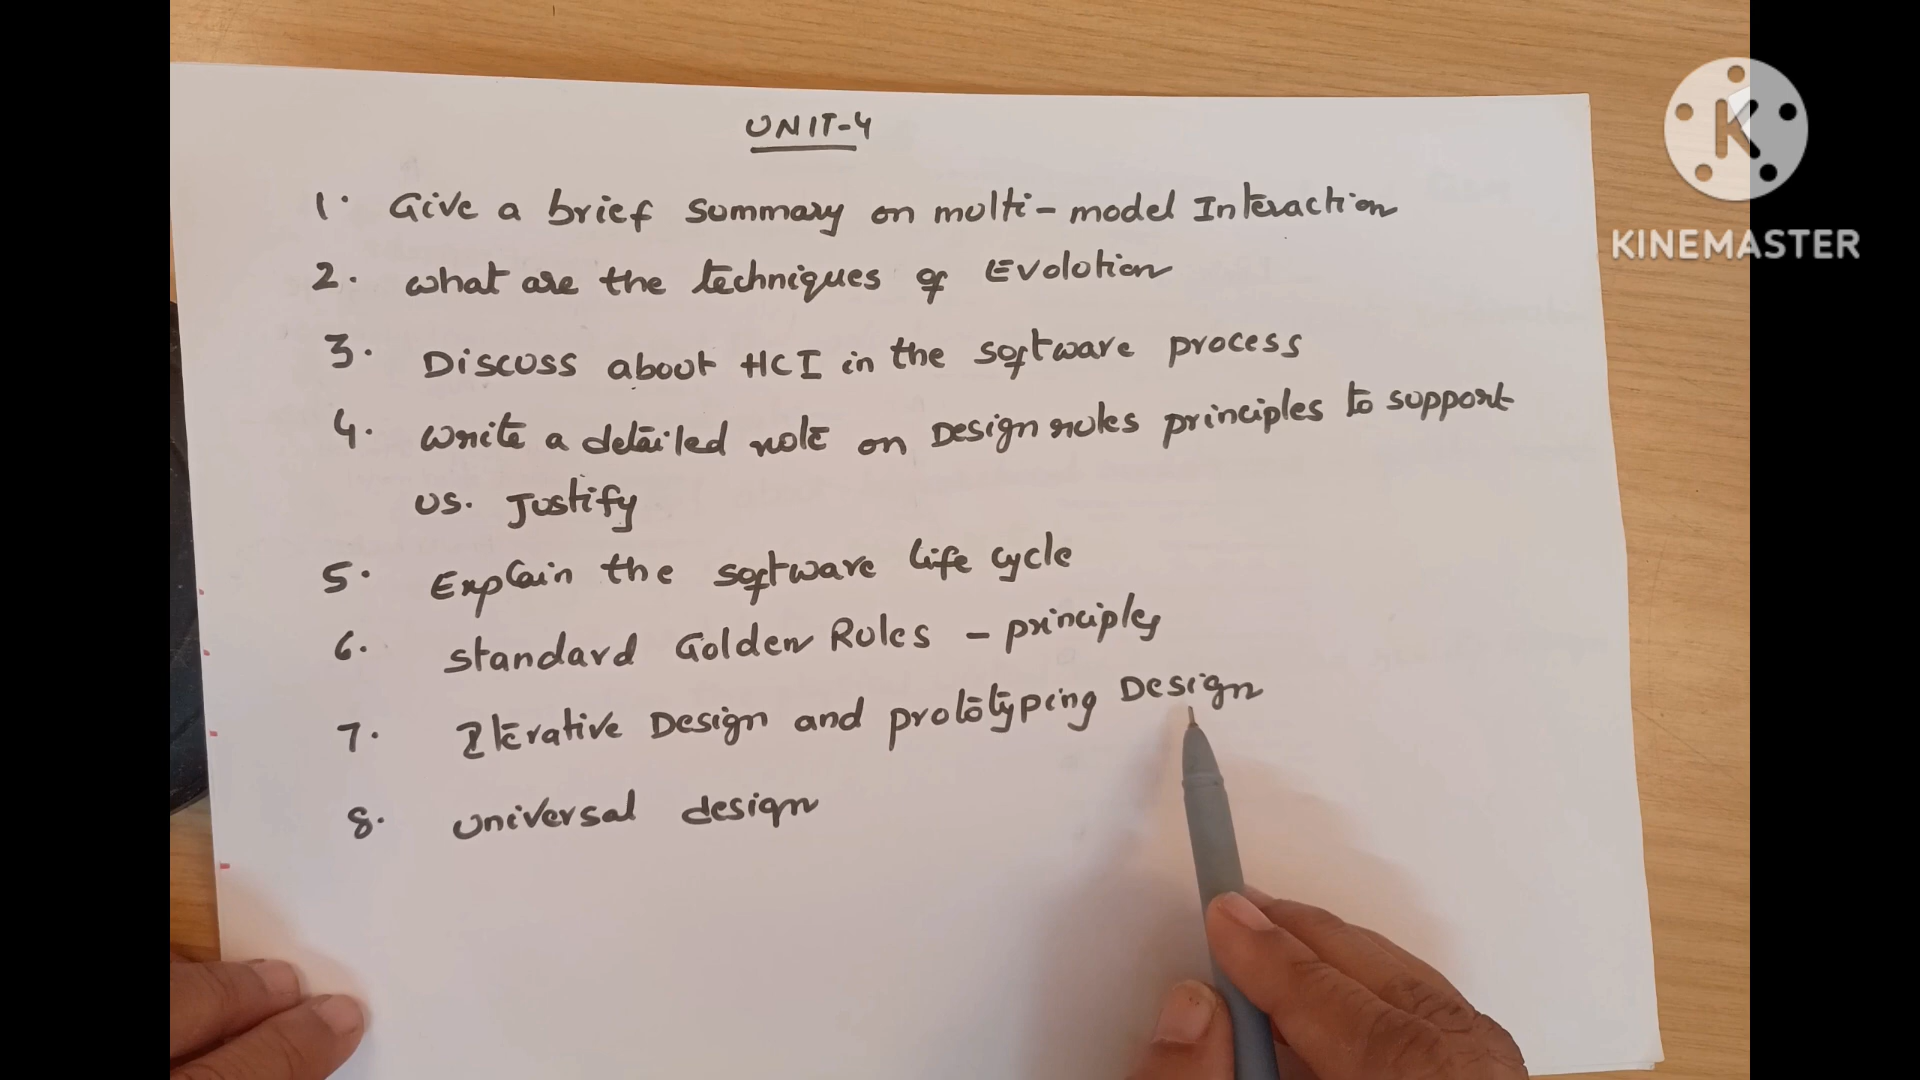 UNIT-4
1. Give a brief summary on multi-model Interaction
2. what are the techniques of Evolution
3. Discuss about HCI in the software process
4. write a detailed note on Design rules principles to support
us. Justify
5. Explain the software life cycle
6. standard Golden Rules - principles
7. Iterative Design and prototyping Design
8. universal design
KINEMASTER